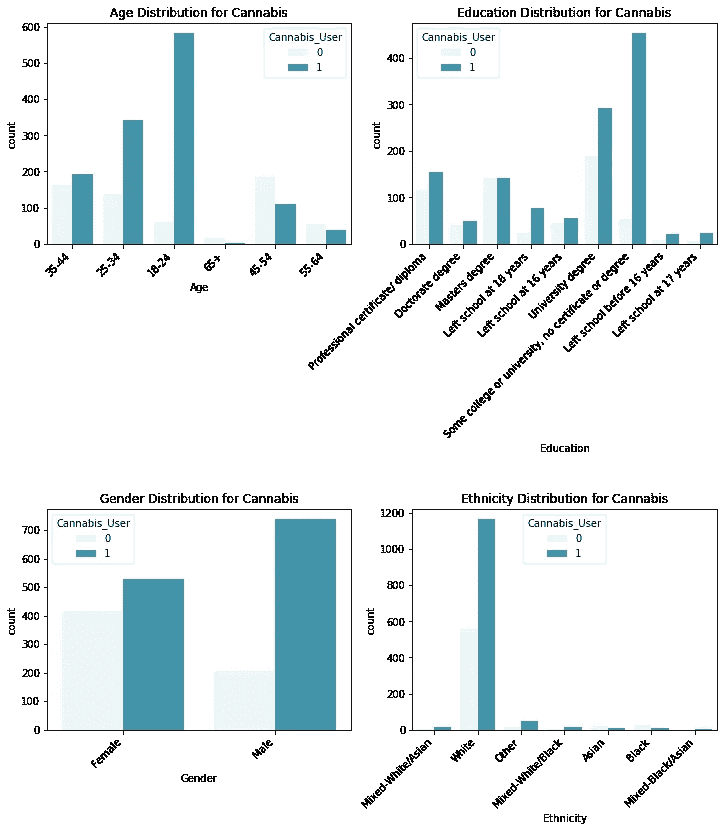 Age Distribution for Cannabis
600
500
400
300
200
100
0
count
Cannabis_User
0
1
35-44
25-34
18-24
65+
45-54
55-64
Age
Education Distribution for Cannabis
400
300
200
100
0
count
Cannabis_User
0
1
Professional certificate/ diploma
Doctorate degree
Masters degree
Left school at 18 years
Left school at 16 years
University degree
Some college or university, no certificate or degree
Left school before 16 years
Left school at 17 years
Education
Gender Distribution for Cannabis
700
600
500
400
300
200
100
0
count
Cannabis_User
0
1
Female
Male
Gender
Ethnicity Distribution for Cannabis
1200
1000
800
600
400
200
0
count
Cannabis_User
0
1
Mixed-White/Asian
White
Other
Mixed-White/Black
Asian
Black
Mixed-Black/Asian
Ethnicity